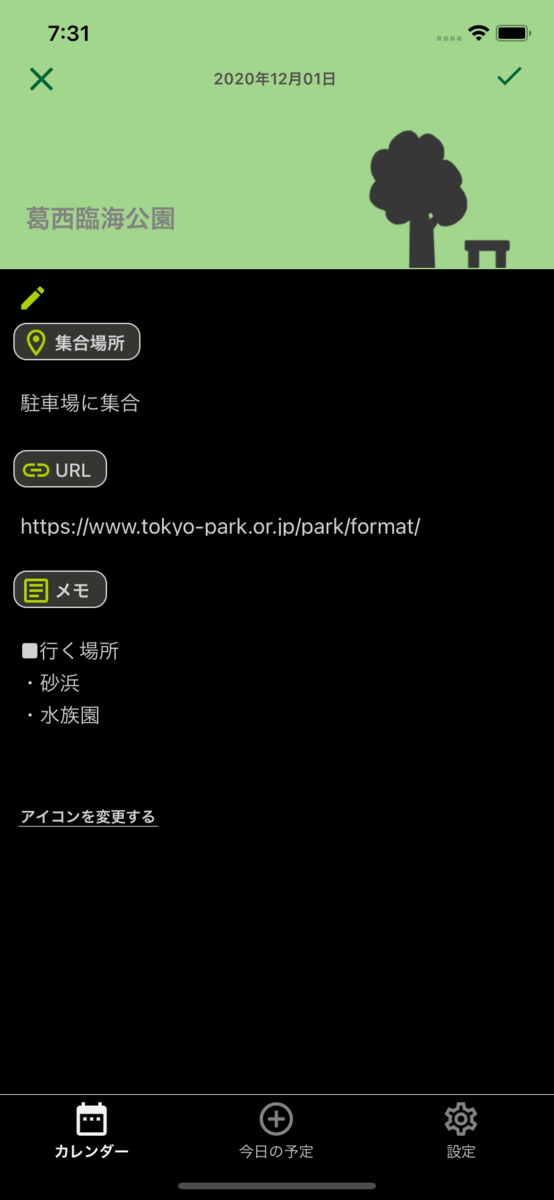 7:31
2020年12月01日
葛西臨海公園
集合場所
駐車場に集合
URL
https://www.tokyo-park.or.jp/park/format/
メモ
■行く場所
・砂浜
・水族園
アイコンを変更する
カレンダー
今日の予定
設定